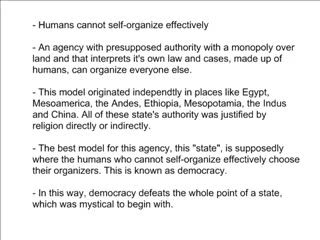 - Humans cannot self-organize effectively
- An agency with presupposed authority with a monopoly over
land and that interprets it's own law and cases, made up of
humans, can organize everyone else.
- This model originated independtly in places like Egypt,
Mesoamerica, the Andes, Ethiopia, Mesopotamia, the Indus
and China. All of these state's authority was justified by
religion directly or indirectly.
- The best model for this agency, this "state", is supposedly
where the humans who cannot self-organize effectively choose
their organizers. This is known as democracy.
- In this way, democracy defeats the whole point of a state,
which was mystical to begin with.